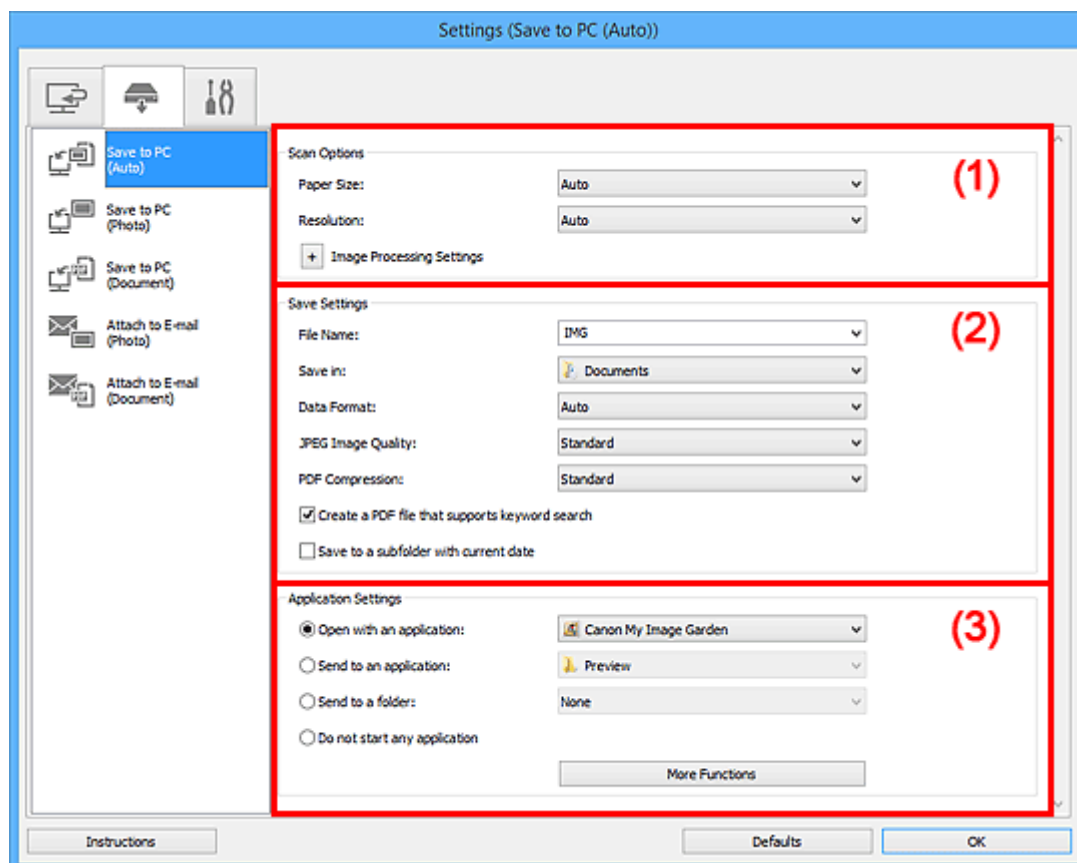 Settings (Save to PC (Auto))
Save to PC
(Auto)
Save to PC
(Photo)
Save to PC
(Document)
Attach to E-mail
(Photo)
Attach to E-mail
(Document)
Scan Options
(1)
Paper Size: Auto
Resolution: Auto
+ Image Processing Settings
Save Settings
(2)
File Name: IMG
Save in: Documents
Data Format: Auto
JPEG Image Quality: Standard
PDF Compression: Standard
Create a PDF file that supports keyword search
Save to a subfolder with current date
Application Settings
(3)
Open with an application: Canon My Image Garden
Send to an application: Preview
Send to a folder: None
Do not start any application
More Functions
Instructions Defaults OK